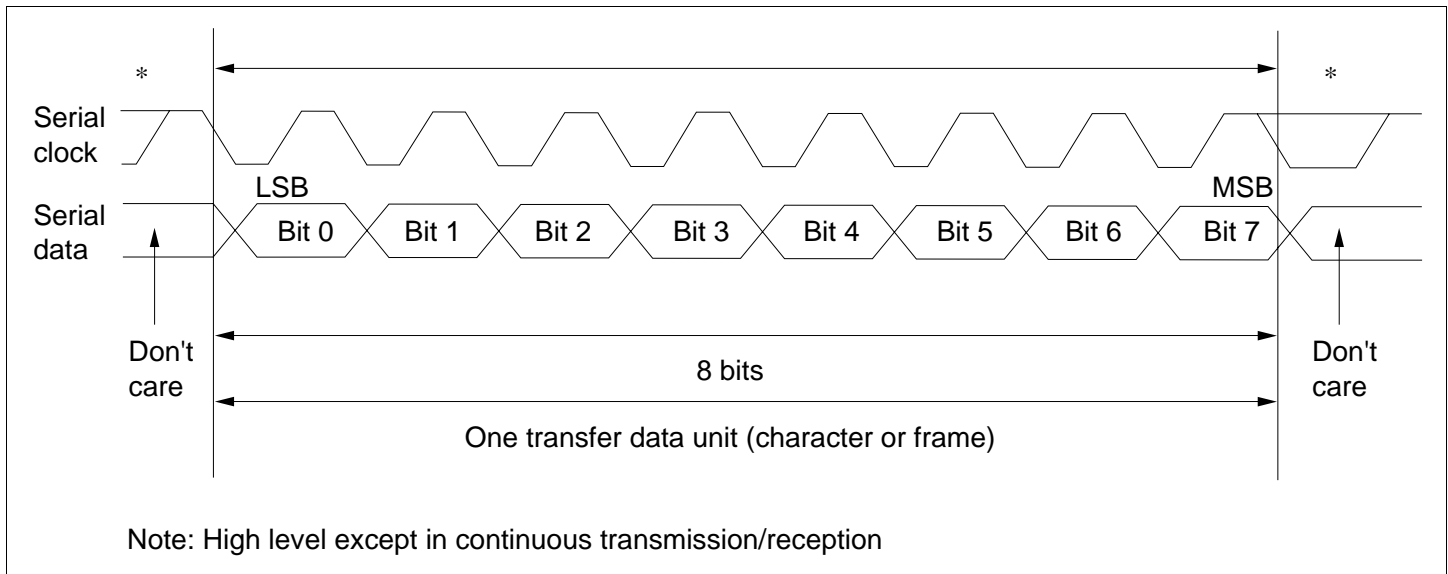 * *
Serial
clock
LSB MSB
Serial
data
Bit 0 Bit 1 Bit 2 Bit 3 Bit 4 Bit 5 Bit 6 Bit 7
Don't
care
Don't
care
8 bits
One transfer data unit (character or frame)
Note: High level except in continuous transmission/reception